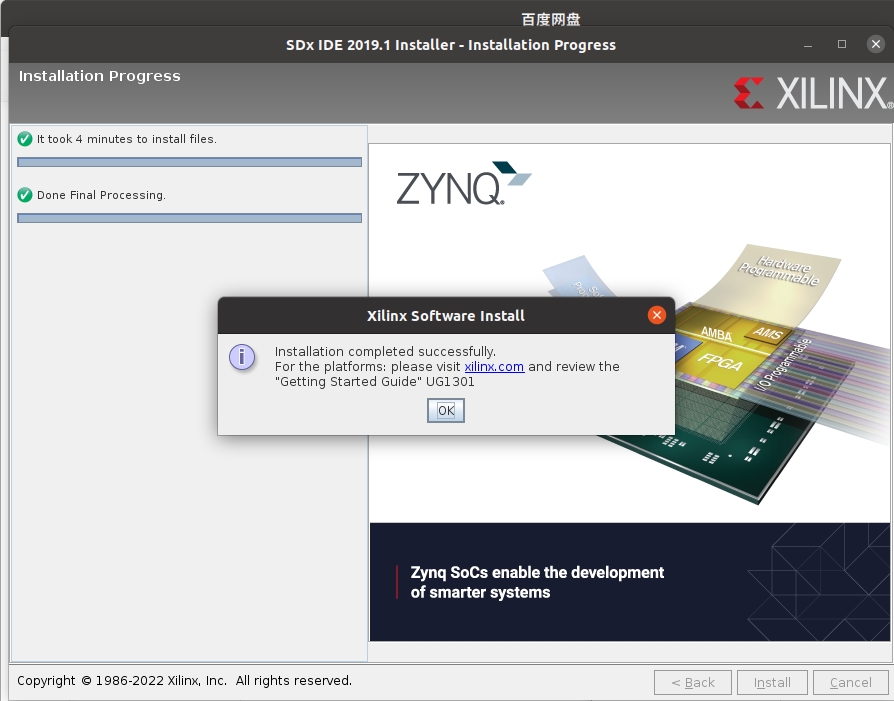 百度网盘
SDx IDE 2019.1 Installer - Installation Progress
Installation Progress
XILINX®
It took 4 minutes to install files.
Done Final Processing.
ZYNQ®
Hardware
Programmable
AMBA
AMS
FPGA
I/O Programmable
Xilinx Software Install
Installation completed successfully.
For the platforms: please visit xilinx.com and review the
"Getting Started Guide" UG1301
OK
Zynq SoCs enable the development
of smarter systems
Copyright © 1986-2022 Xilinx, Inc. All rights reserved.
< Back
Install
Cancel